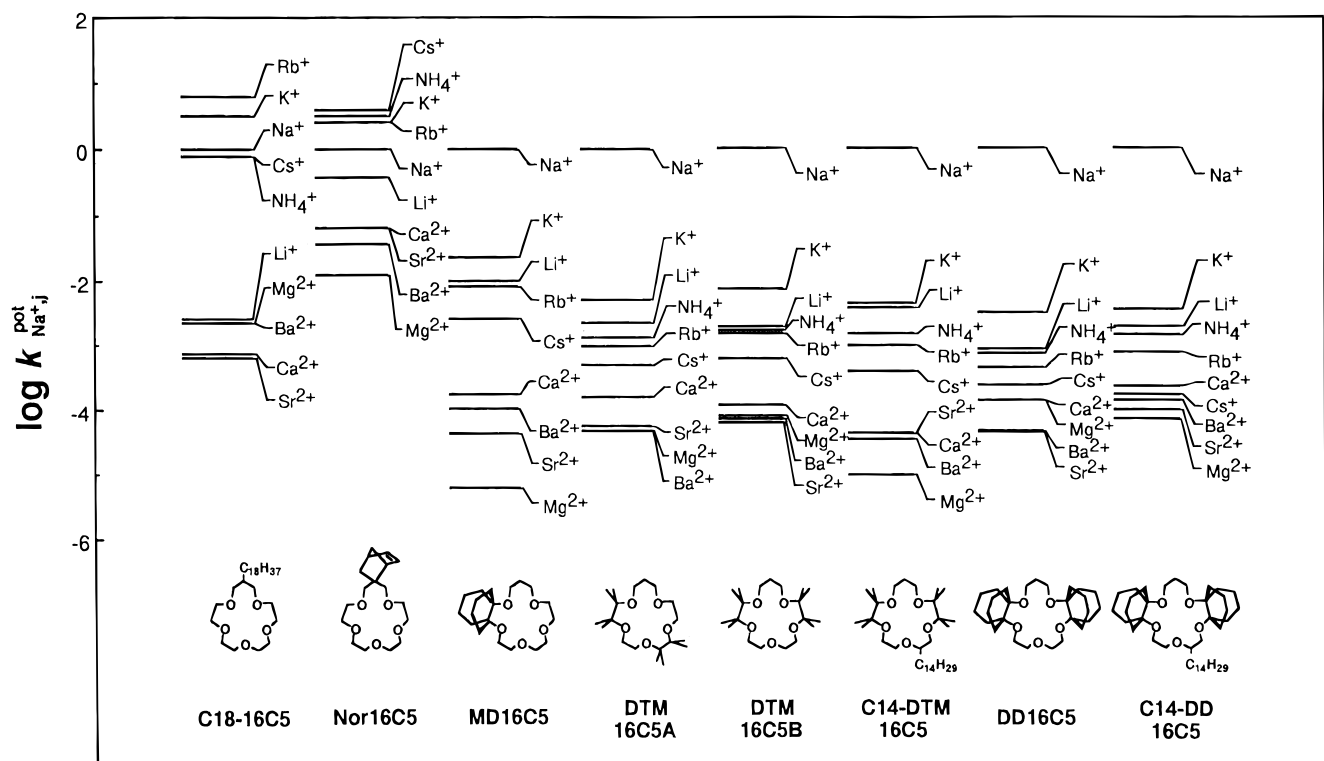 2
0
-2
-4
-6
log k pot Na⁺,j
Rb⁺
K⁺
Na⁺
Cs⁺
NH₄⁺
Li⁺
Mg²⁺
Ba²⁺
Ca²⁺
Sr²⁺
Cs⁺
NH₄⁺
K⁺
Rb⁺
Na⁺
Li⁺
Ca²⁺
Sr²⁺
Ba²⁺
Mg²⁺
Na⁺
K⁺
Li⁺
Rb⁺
Cs⁺
Ca²⁺
Ba²⁺
Sr²⁺
Mg²⁺
Na⁺
K⁺
Li⁺
NH₄⁺
Rb⁺
Cs⁺
Ca²⁺
Sr²⁺
Mg²⁺
Ba²⁺
Na⁺
K⁺
Li⁺
NH₄⁺
Rb⁺
Cs⁺
Ca²⁺
Mg²⁺
Ba²⁺
Sr²⁺
Na⁺
K⁺
Li⁺
NH₄⁺
Rb⁺
Cs⁺
Sr²⁺
Ca²⁺
Ba²⁺
Mg²⁺
Na⁺
K⁺
Li⁺
NH₄⁺
Rb⁺
Cs⁺
Ca²⁺
Mg²⁺
Ba²⁺
Sr²⁺
Na⁺
K⁺
Li⁺
NH₄⁺
Rb⁺
Ca²⁺
Cs⁺
Ba²⁺
Sr²⁺
Mg²⁺
C₁₈H₃₇
O O
O O
O
O O
O O
O
O O
O O
O
O O
O
O
O
O O
O O
O
O O
O O
O
C₁₄H₂₉
O O
O O
O
O O
O O
O
C₁₄H₂₉
C18-16C5
Nor16C5
MD16C5
DTM
16C5A
DTM
16C5B
C14-DTM
16C5
DD16C5
C14-DD
16C5